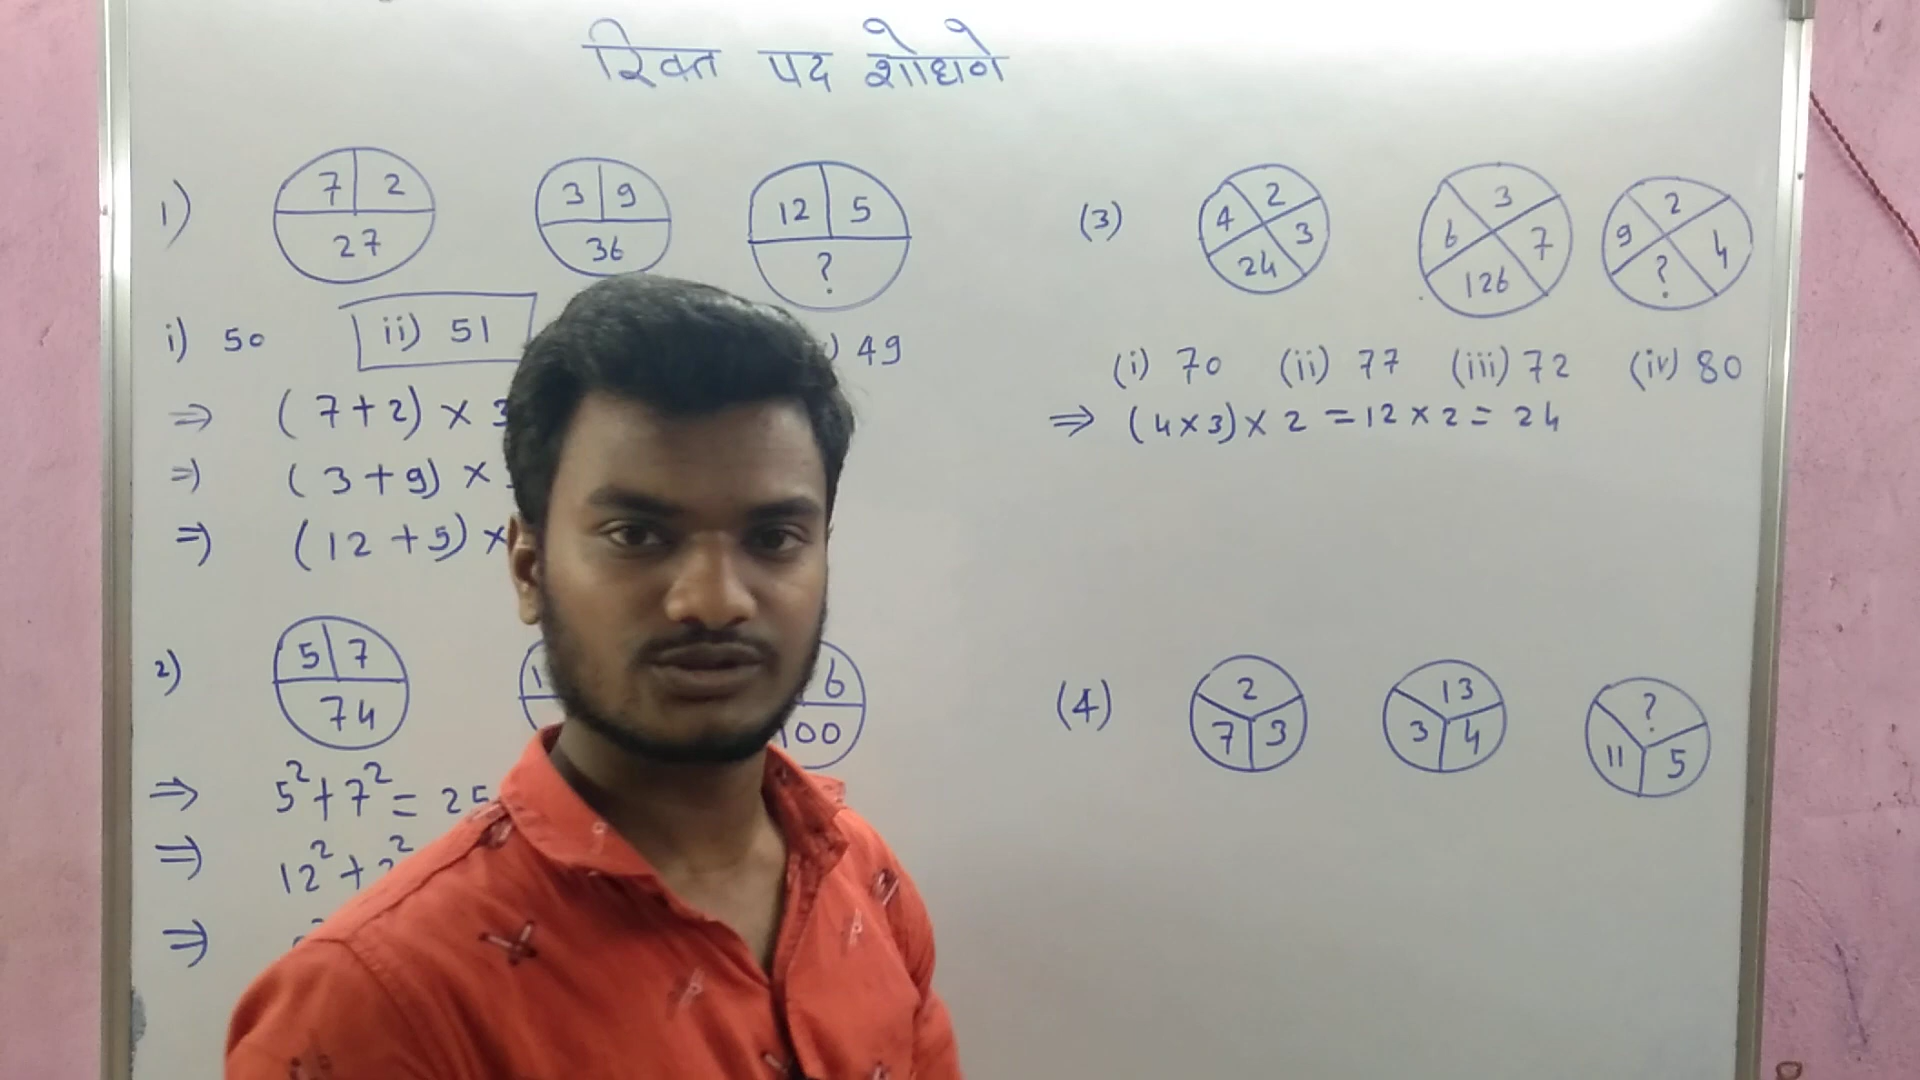 रिक्त पद शोधणे
1) 7 2 27 3 9 36 12 5 ?
i) 50 ii) 51 49
⇒ (7+2) × 3
⇒ (3+9) ×
⇒ (12+5) ×
2) 5 7 74 6 100
⇒ 5²+7² = 25
⇒ 12²+
⇒
(3) 4 2 3 24 6 3 7 126 9 2 4 ?
(i) 70 (ii) 77 (iii) 72 (iv) 80
⇒ (4×3)× 2 = 12 × 2 = 24
(4) 2 7 3 13 3 4 ? 11 5